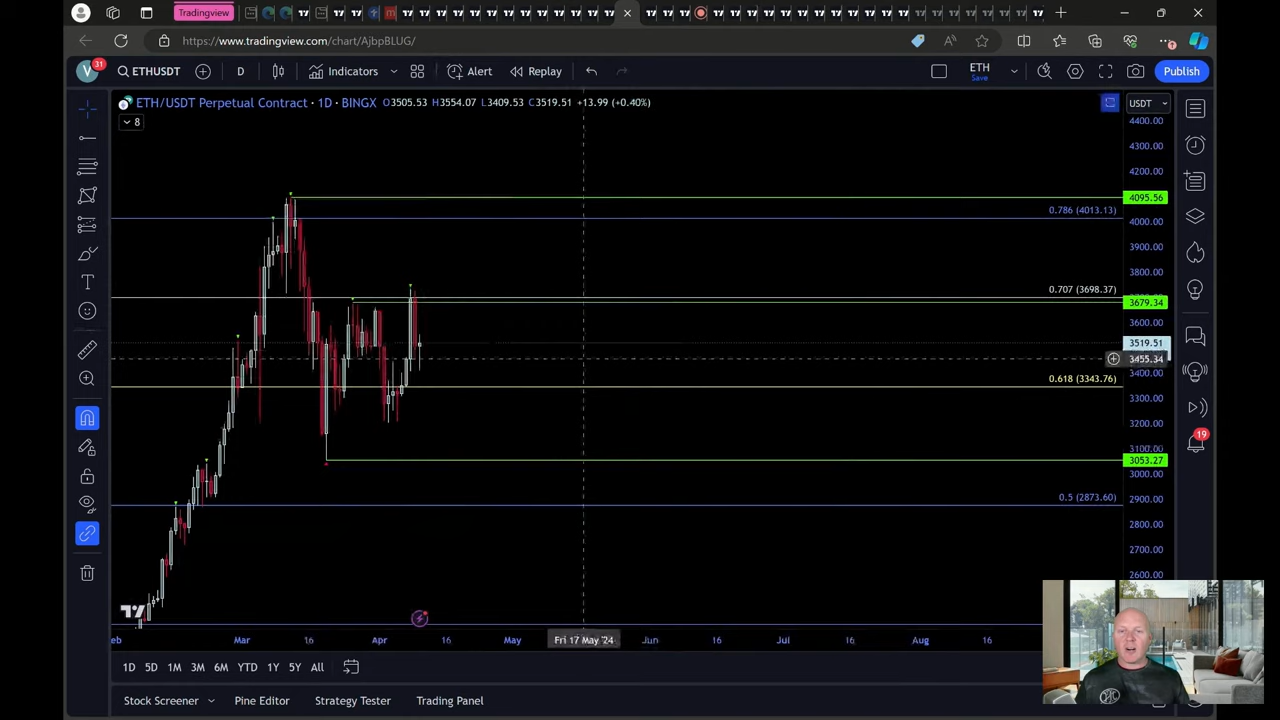 Tradingview
https://www.tradingview.com/chart/AjbpBLUG/
V
31
ETHUSDT
D
Indicators
Alert
Replay
ETH
Save
Publish
ETH/USDT Perpetual Contract · 1D · BINGX O3505.53 H3554.07 L3409.53 C3519.51 +13.99 (+0.40%)
8
USDT
4400.00
4300.00
4200.00
4095.56
0.786 (4013.13)
4000.00
3900.00
3800.00
0.707 (3698.37)
3679.34
3600.00
3519.51
3455.34
3400.00
0.618 (3343.76)
3300.00
3200.00
3100.00
3053.27
3000.00
0.5 (2873.60)
2900.00
2800.00
2700.00
2600.00
19
eb Mar 16 Apr 16 May Fri 17 May '24 Jun 16 Jul 16 Aug 16
1D 5D 1M 3M 6M YTD 1Y 5Y All
Stock Screener Pine Editor Strategy Tester Trading Panel